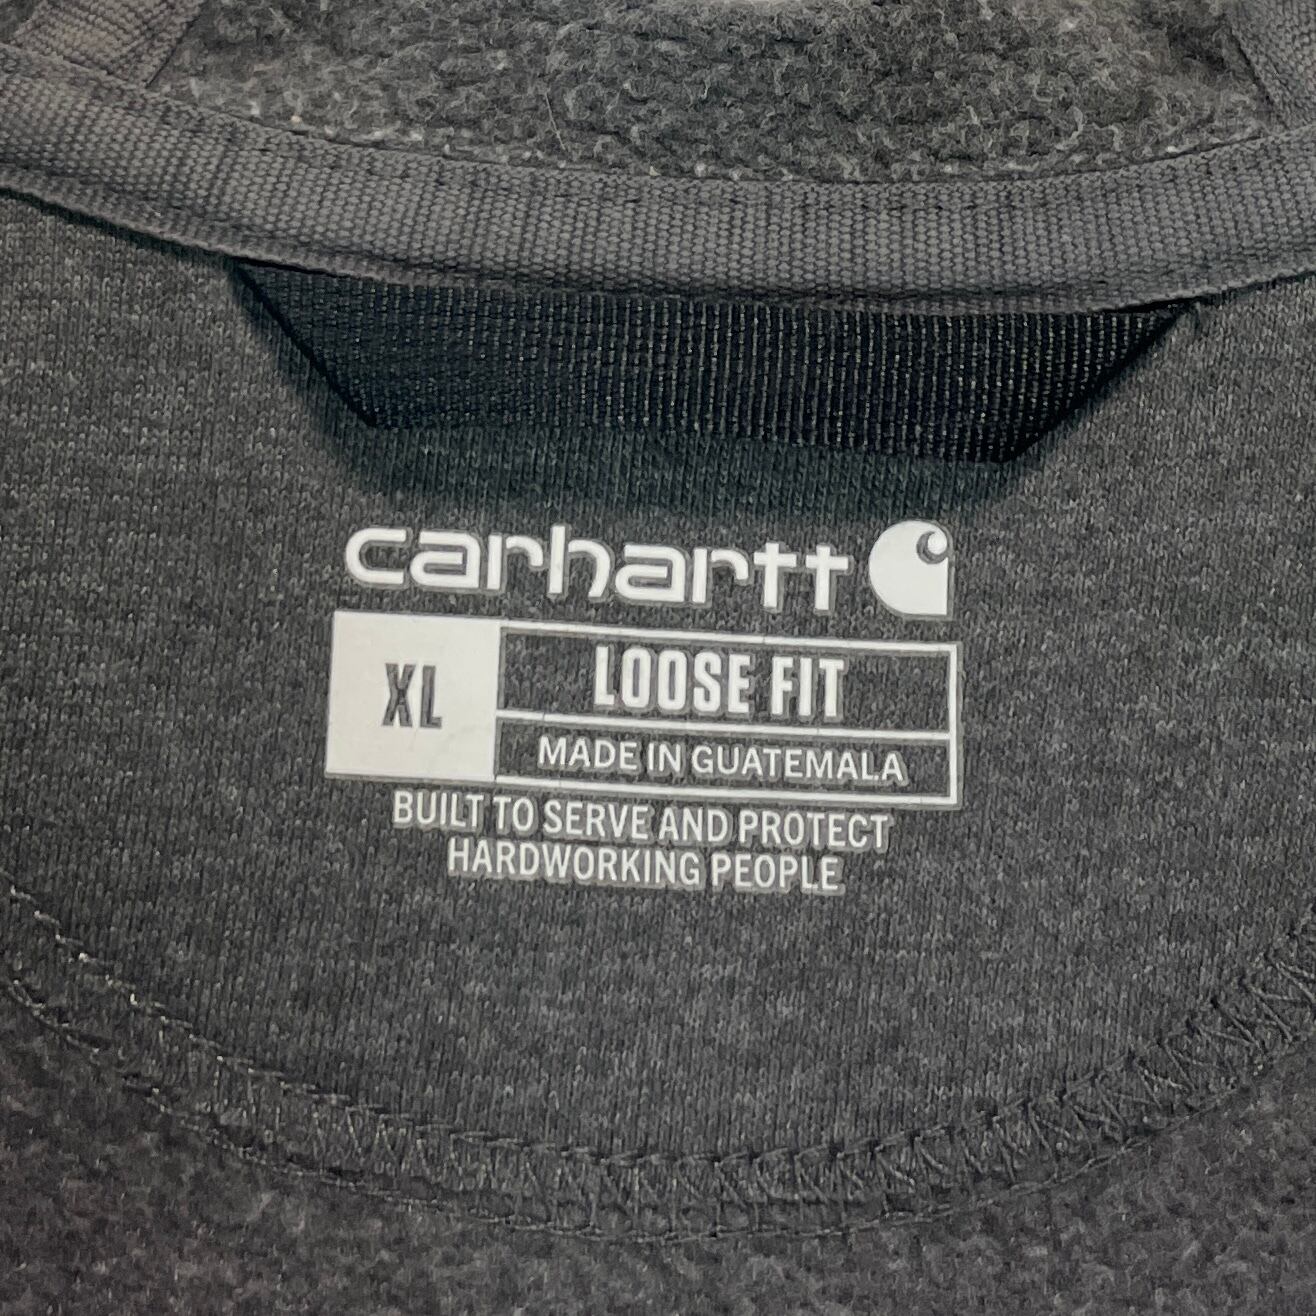 carhartt
XL
LOOSE FIT
MADE IN GUATEMALA
BUILT TO SERVE AND PROTECT
HARDWORKING PEOPLE